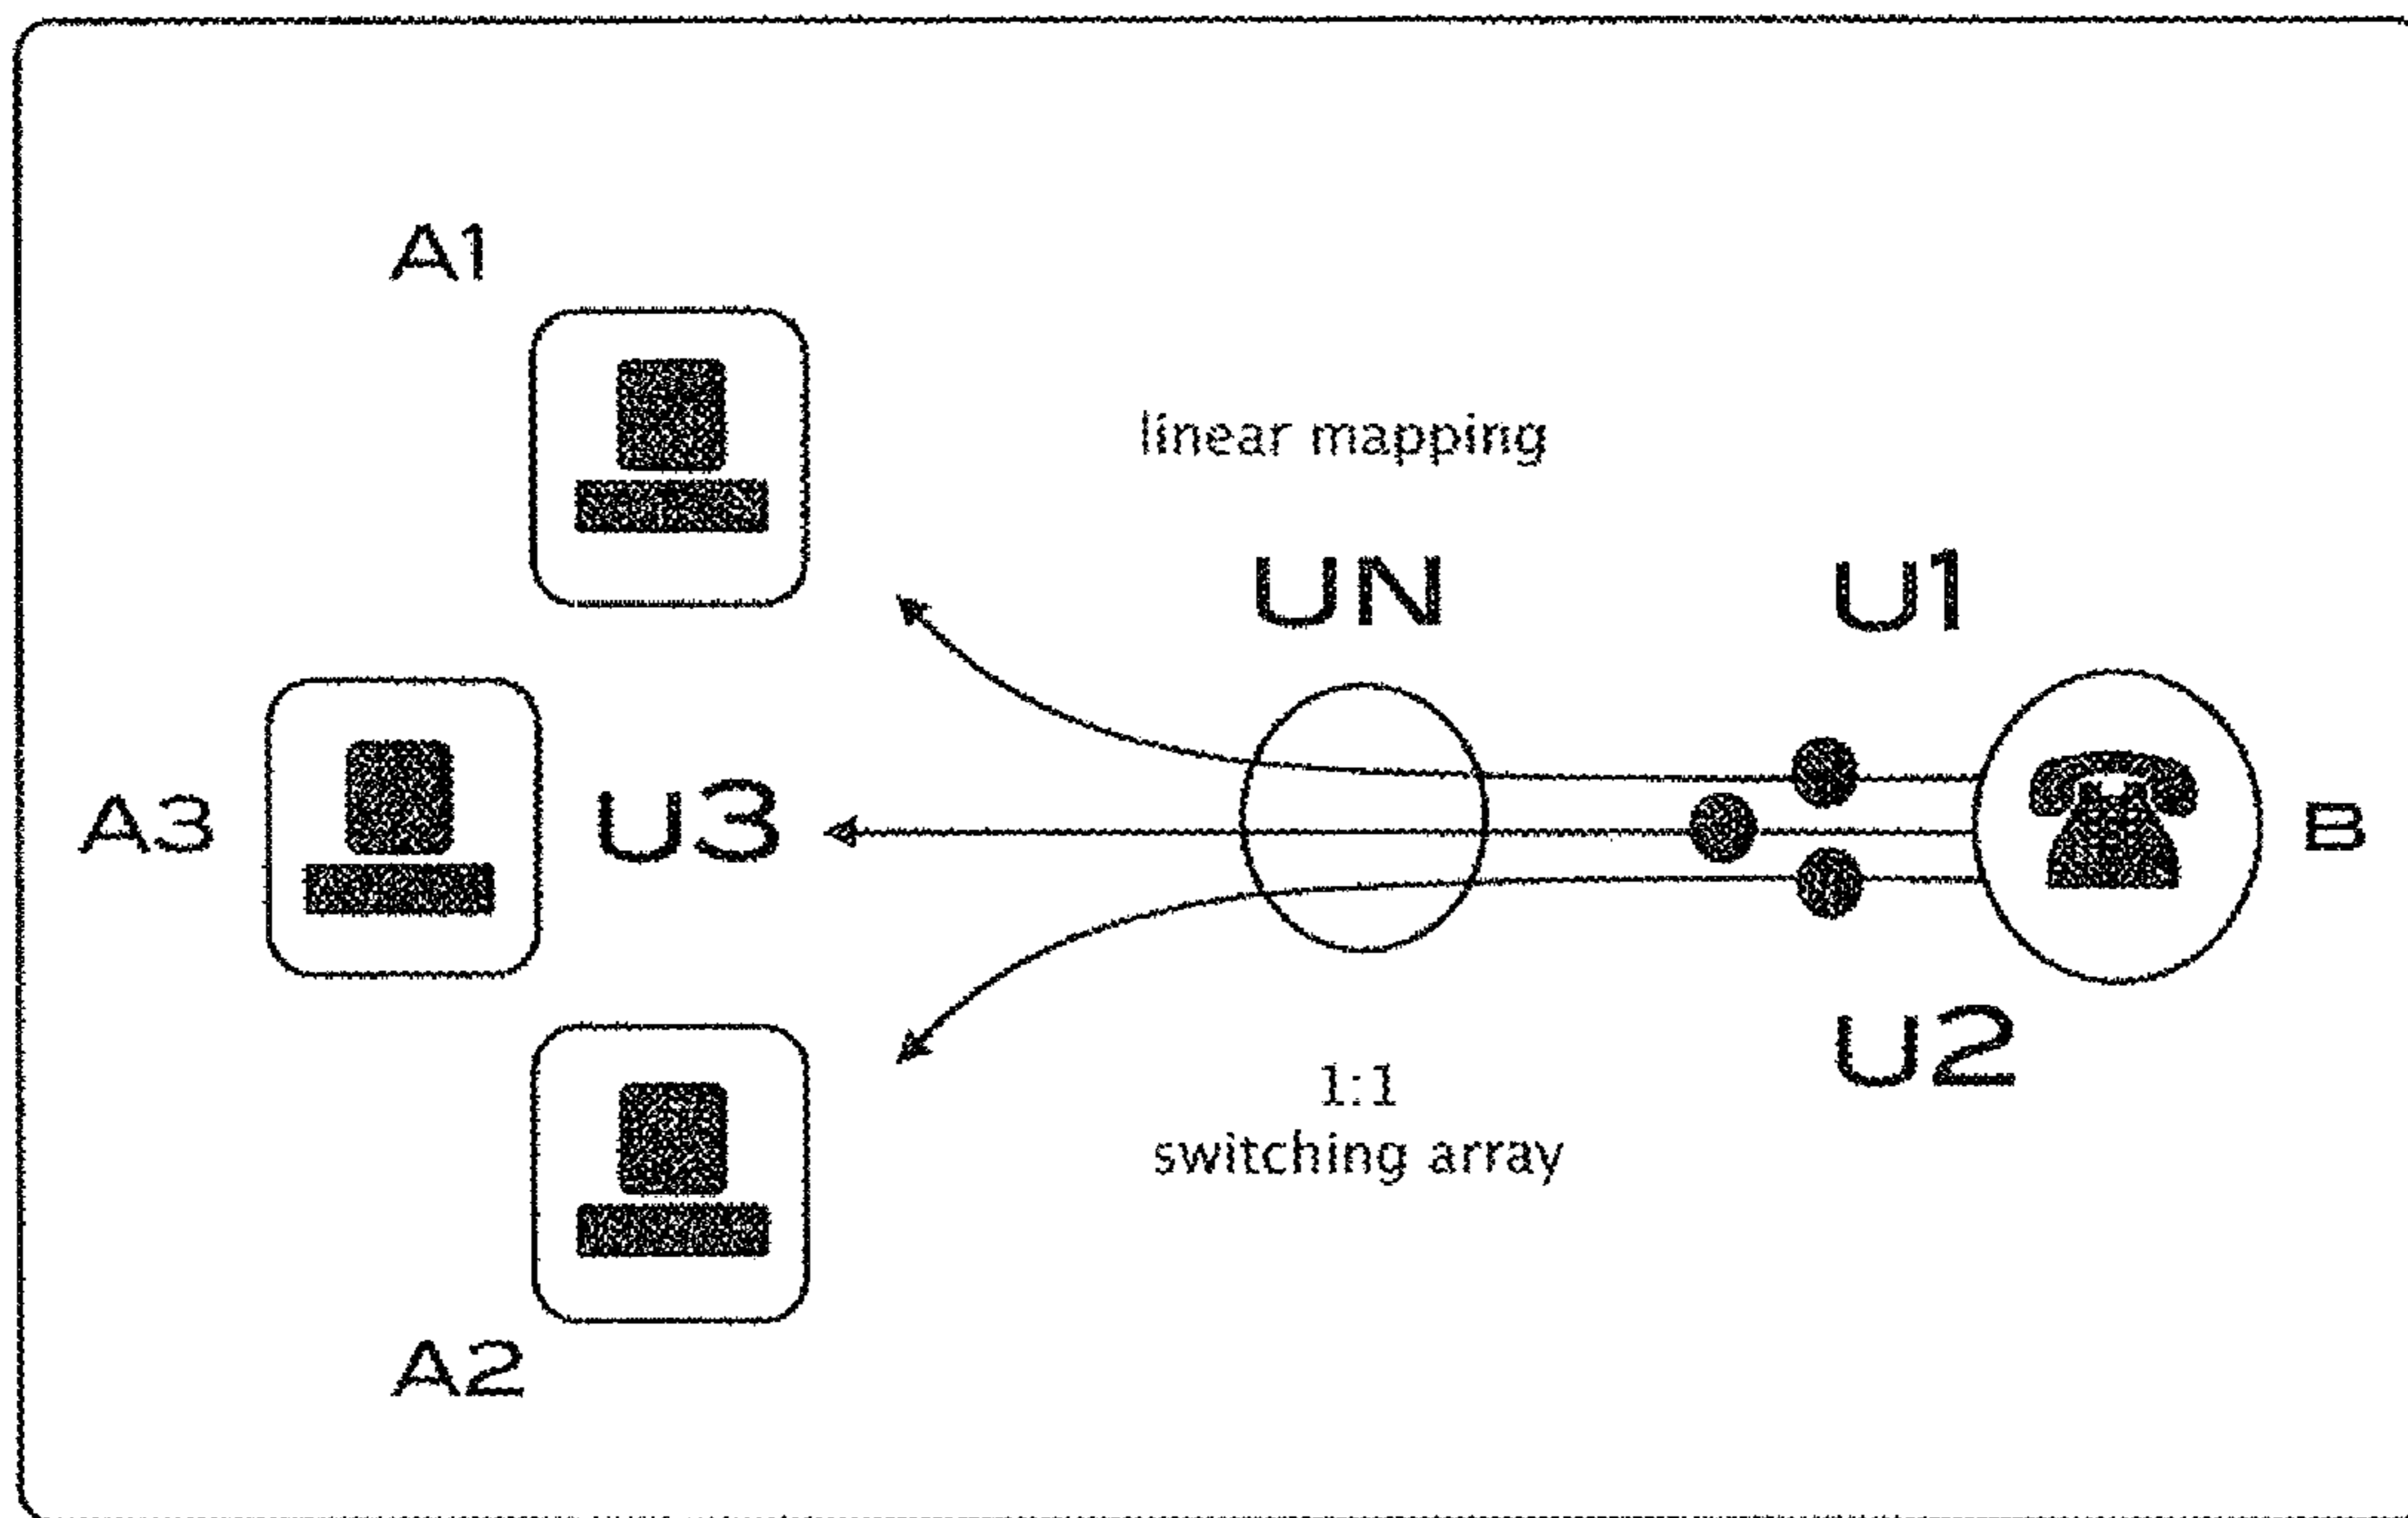 A1
linear mapping
UN
U1
A3
U3
B
U2
1:1
switching array
A2